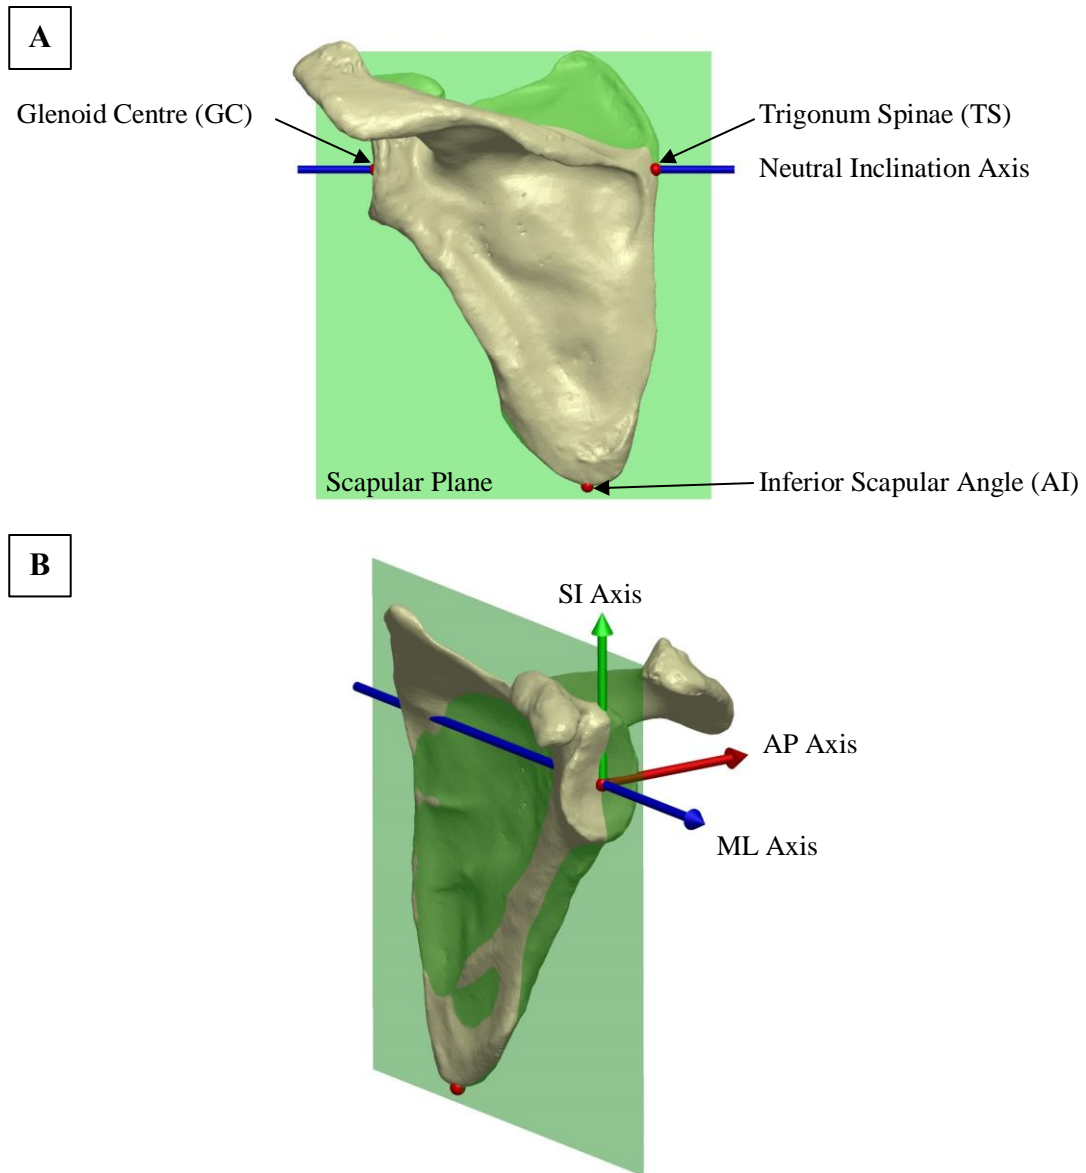 A
Glenoid Centre (GC)
Trigonum Spinae (TS)
Neutral Inclination Axis
Scapular Plane
Inferior Scapular Angle (AI)
B
SI Axis
AP Axis
ML Axis